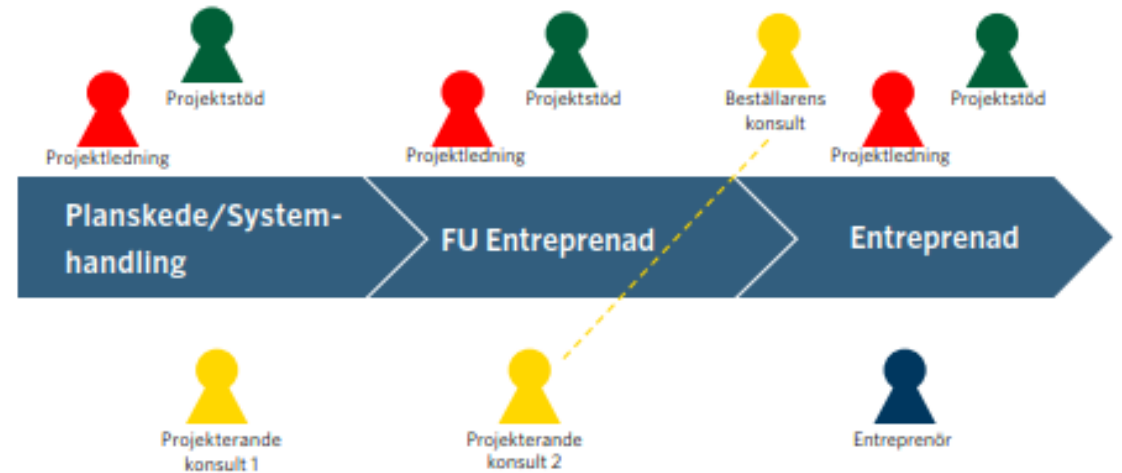 Projektstöd
Projektledning
Projektstöd
Projektledning
Beställarens
konsult
Projektstöd
Projektledning
Planskede/System-
handling
FU Entreprenad
Entreprenad
Projekterande
konsult 1
Projekterande
konsult 2
Entreprenör